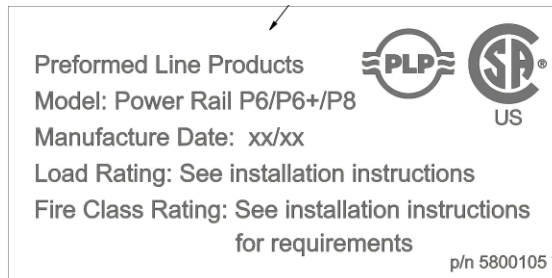 Preformed Line Products
PLP
SA ®
US
Model: Power Rail P6/P6+/P8
Manufacture Date: xx/xx
Load Rating: See installation instructions
Fire Class Rating: See installation instructions
for requirements
p/n 5800105